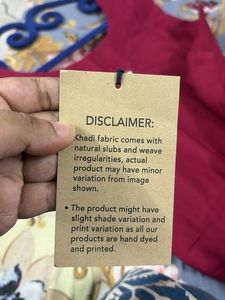 DISCLAIMER:
Khadi fabric comes with
natural slubs and weave
irregularities, actual
product may have minor
variation from image
shown.
• The product might have
slight shade variation and
print variation as all our
products are hand dyed
and printed.